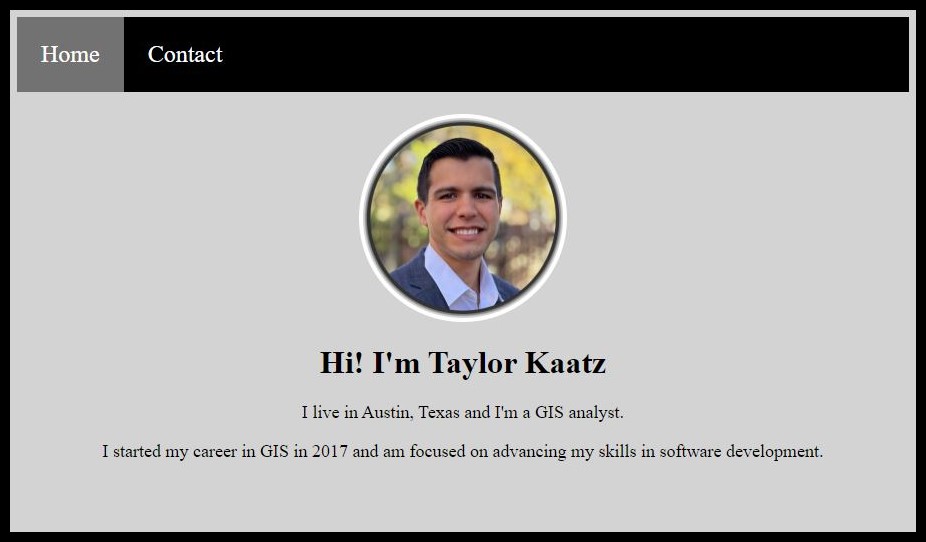 Home Contact
Hi! I'm Taylor Kaatz
I live in Austin, Texas and I'm a GIS analyst.
I started my career in GIS in 2017 and am focused on advancing my skills in software development.